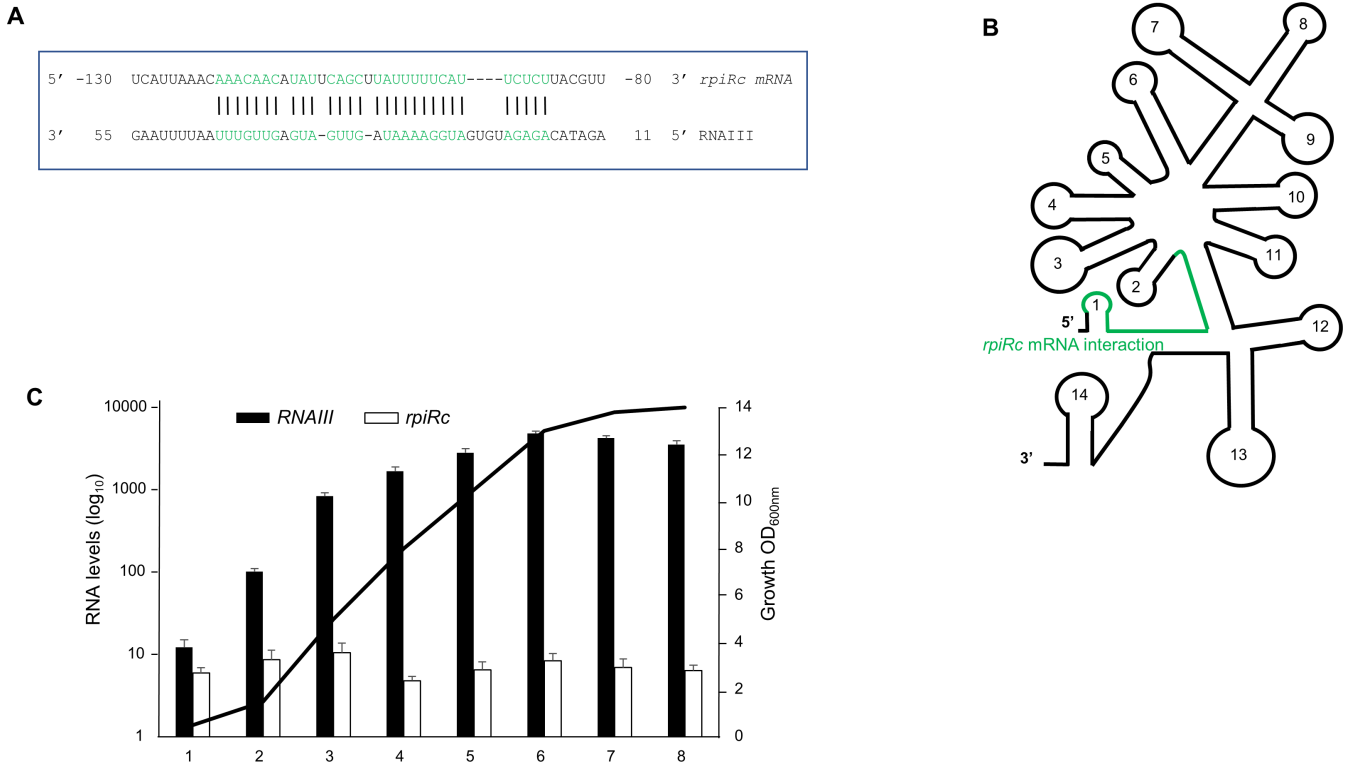 A
5’ -130 UCAUUAAACAAACAACAUAUUCAGCUUAUUUUUCAU----UCUCUUACGUU -80 3’ rpiRc mRNA
3’ 55 GAAUUUUAAUUUGUUGAGUA-GUUG-AUAAAAGGUAGUGUAGAGACAUAGA 11 5’ RNAIII
B
7
8
6
9
5
4
10
3
11
2
1
5’
rpiRc mRNA interaction
12
14
13
3’
C
RNAIII rpiRc
RNA levels (log10)
10000
1000
100
10
1
14
12
10
8
6
4
2
0
Growth OD600nm
1 2 3 4 5 6 7 8